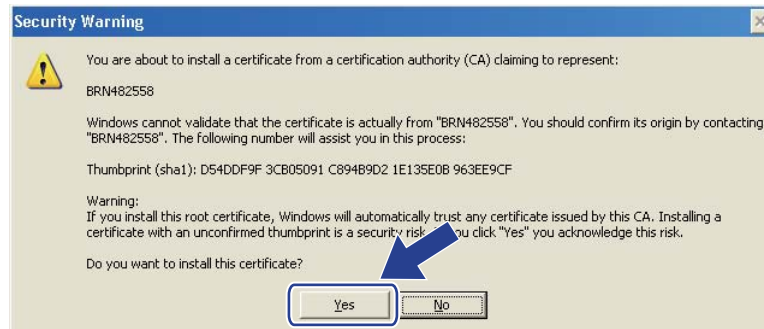 Security Warning
You are about to install a certificate from a certification authority (CA) claiming to represent:
BRN482558
Windows cannot validate that the certificate is actually from "BRN482558". You should confirm its origin by contacting
"BRN482558". The following number will assist you in this process:
Thumbprint (sha1): D54DDF9F 3CB05091 C894B9D2 1E135E0B 963EE9CF
Warning:
If you install this root certificate, Windows will automatically trust any certificate issued by this CA. Installing a
certificate with an unconfirmed thumbprint is a security risk. you click "Yes" you acknowledge this risk.
Do you want to install this certificate?
Yes No